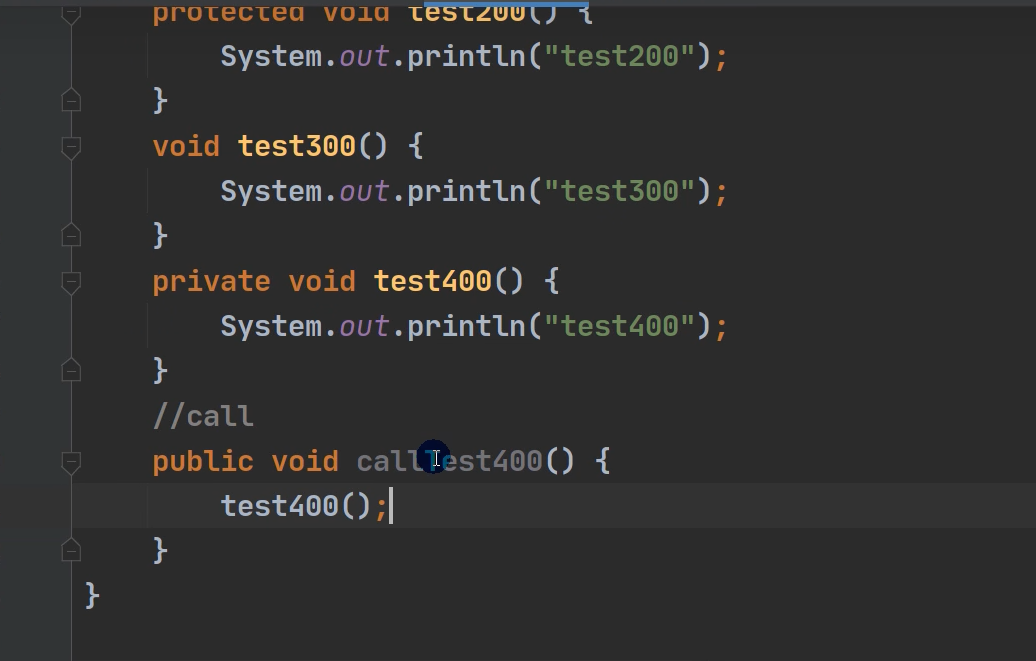 protected void test200() {
System.out.println("test200");
}
void test300() {
System.out.println("test300");
}
private void test400() {
System.out.println("test400");
}
//call
public void callTest400() {
test400();
}
}